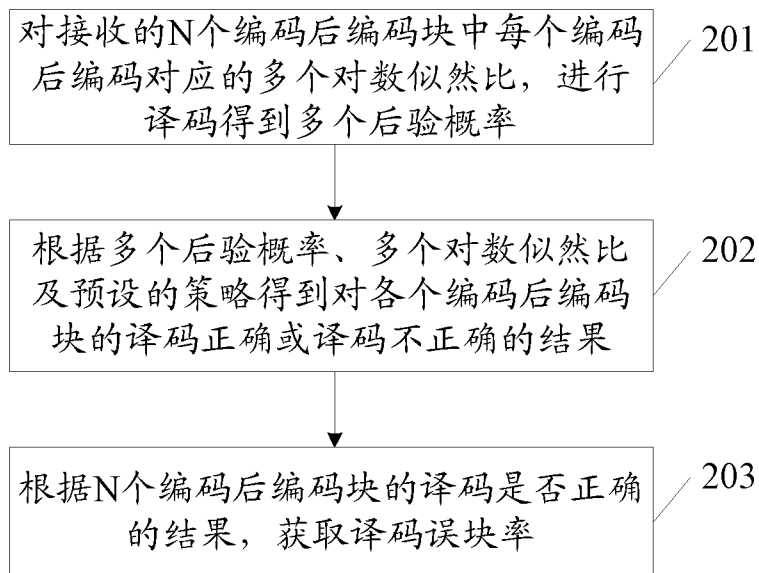 对接收的N个编码后编码块中每个编码
后编码对应的多个对数似然比，进行
译码得到多个后验概率
201
根据多个后验概率、多个对数似然比
及预设的策略得到对各个编码后编码
块的译码正确或译码不正确的结果
202
根据N个编码后编码块的译码是否正确
的结果，获取译码误块率
203